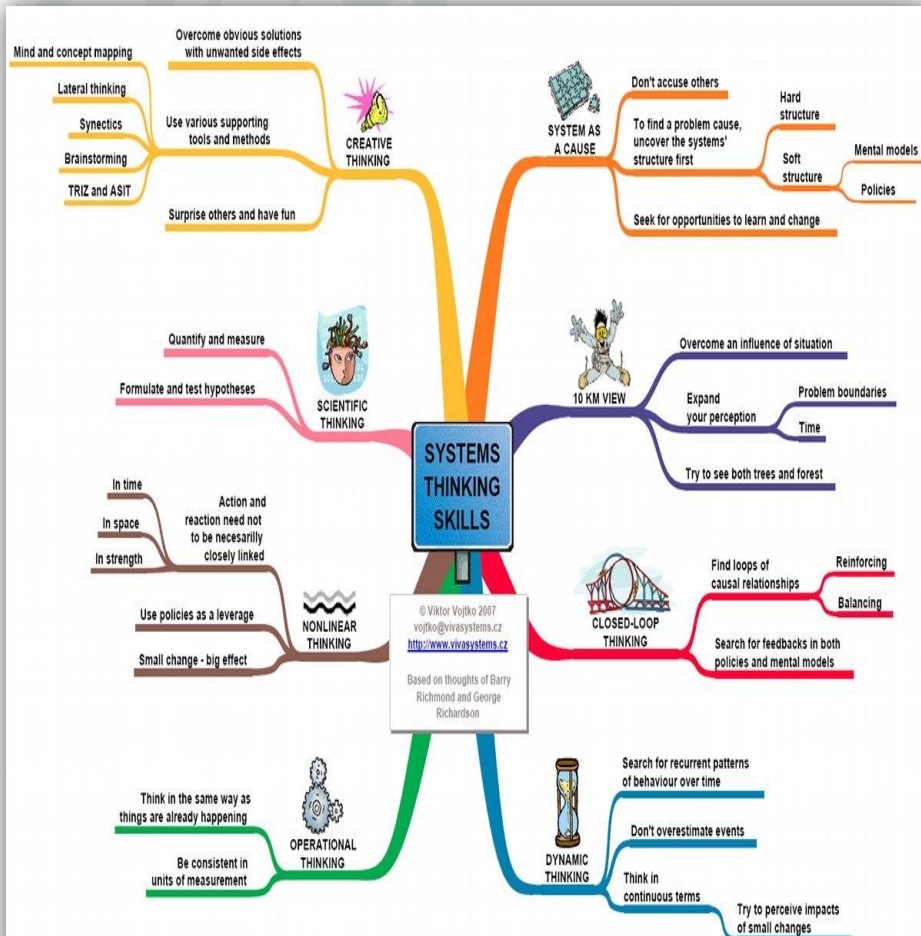 SYSTEMS
THINKING
SKILLS
© Viktor Vojtko 2007
vojtko@vivasystems.cz
http://www.vivasystems.cz
Based on thoughts of Barry
Richmond and George
Richardson
CREATIVE
THINKING
Overcome obvious solutions
with unwanted side effects
Use various supporting
tools and methods
Mind and concept mapping
Lateral thinking
Synectics
Brainstorming
TRIZ and ASIT
Surprise others and have fun
SYSTEM AS
A CAUSE
Don't accuse others
To find a problem cause,
uncover the systems'
structure first
Hard
structure
Soft
structure
Mental models
Policies
Seek for opportunities to learn and change
SCIENTIFIC
THINKING
Quantify and measure
Formulate and test hypotheses
10 KM VIEW
Overcome an influence of situation
Expand
your perception
Problem boundaries
Time
Try to see both trees and forest
NONLINEAR
THINKING
Action and
reaction need not
to be necesarilly
closely linked
In time
In space
In strength
Use policies as a leverage
Small change - big effect
CLOSED-LOOP
THINKING
Find loops of
causal relationships
Reinforcing
Balancing
Search for feedbacks in both
policies and mental models
OPERATIONAL
THINKING
Think in the same way as
things are already happening
Be consistent in
units of measurement
DYNAMIC
THINKING
Search for recurrent patterns
of behaviour over time
Don't overestimate events
Think in
continuous terms
Try to perceive impacts
of small changes